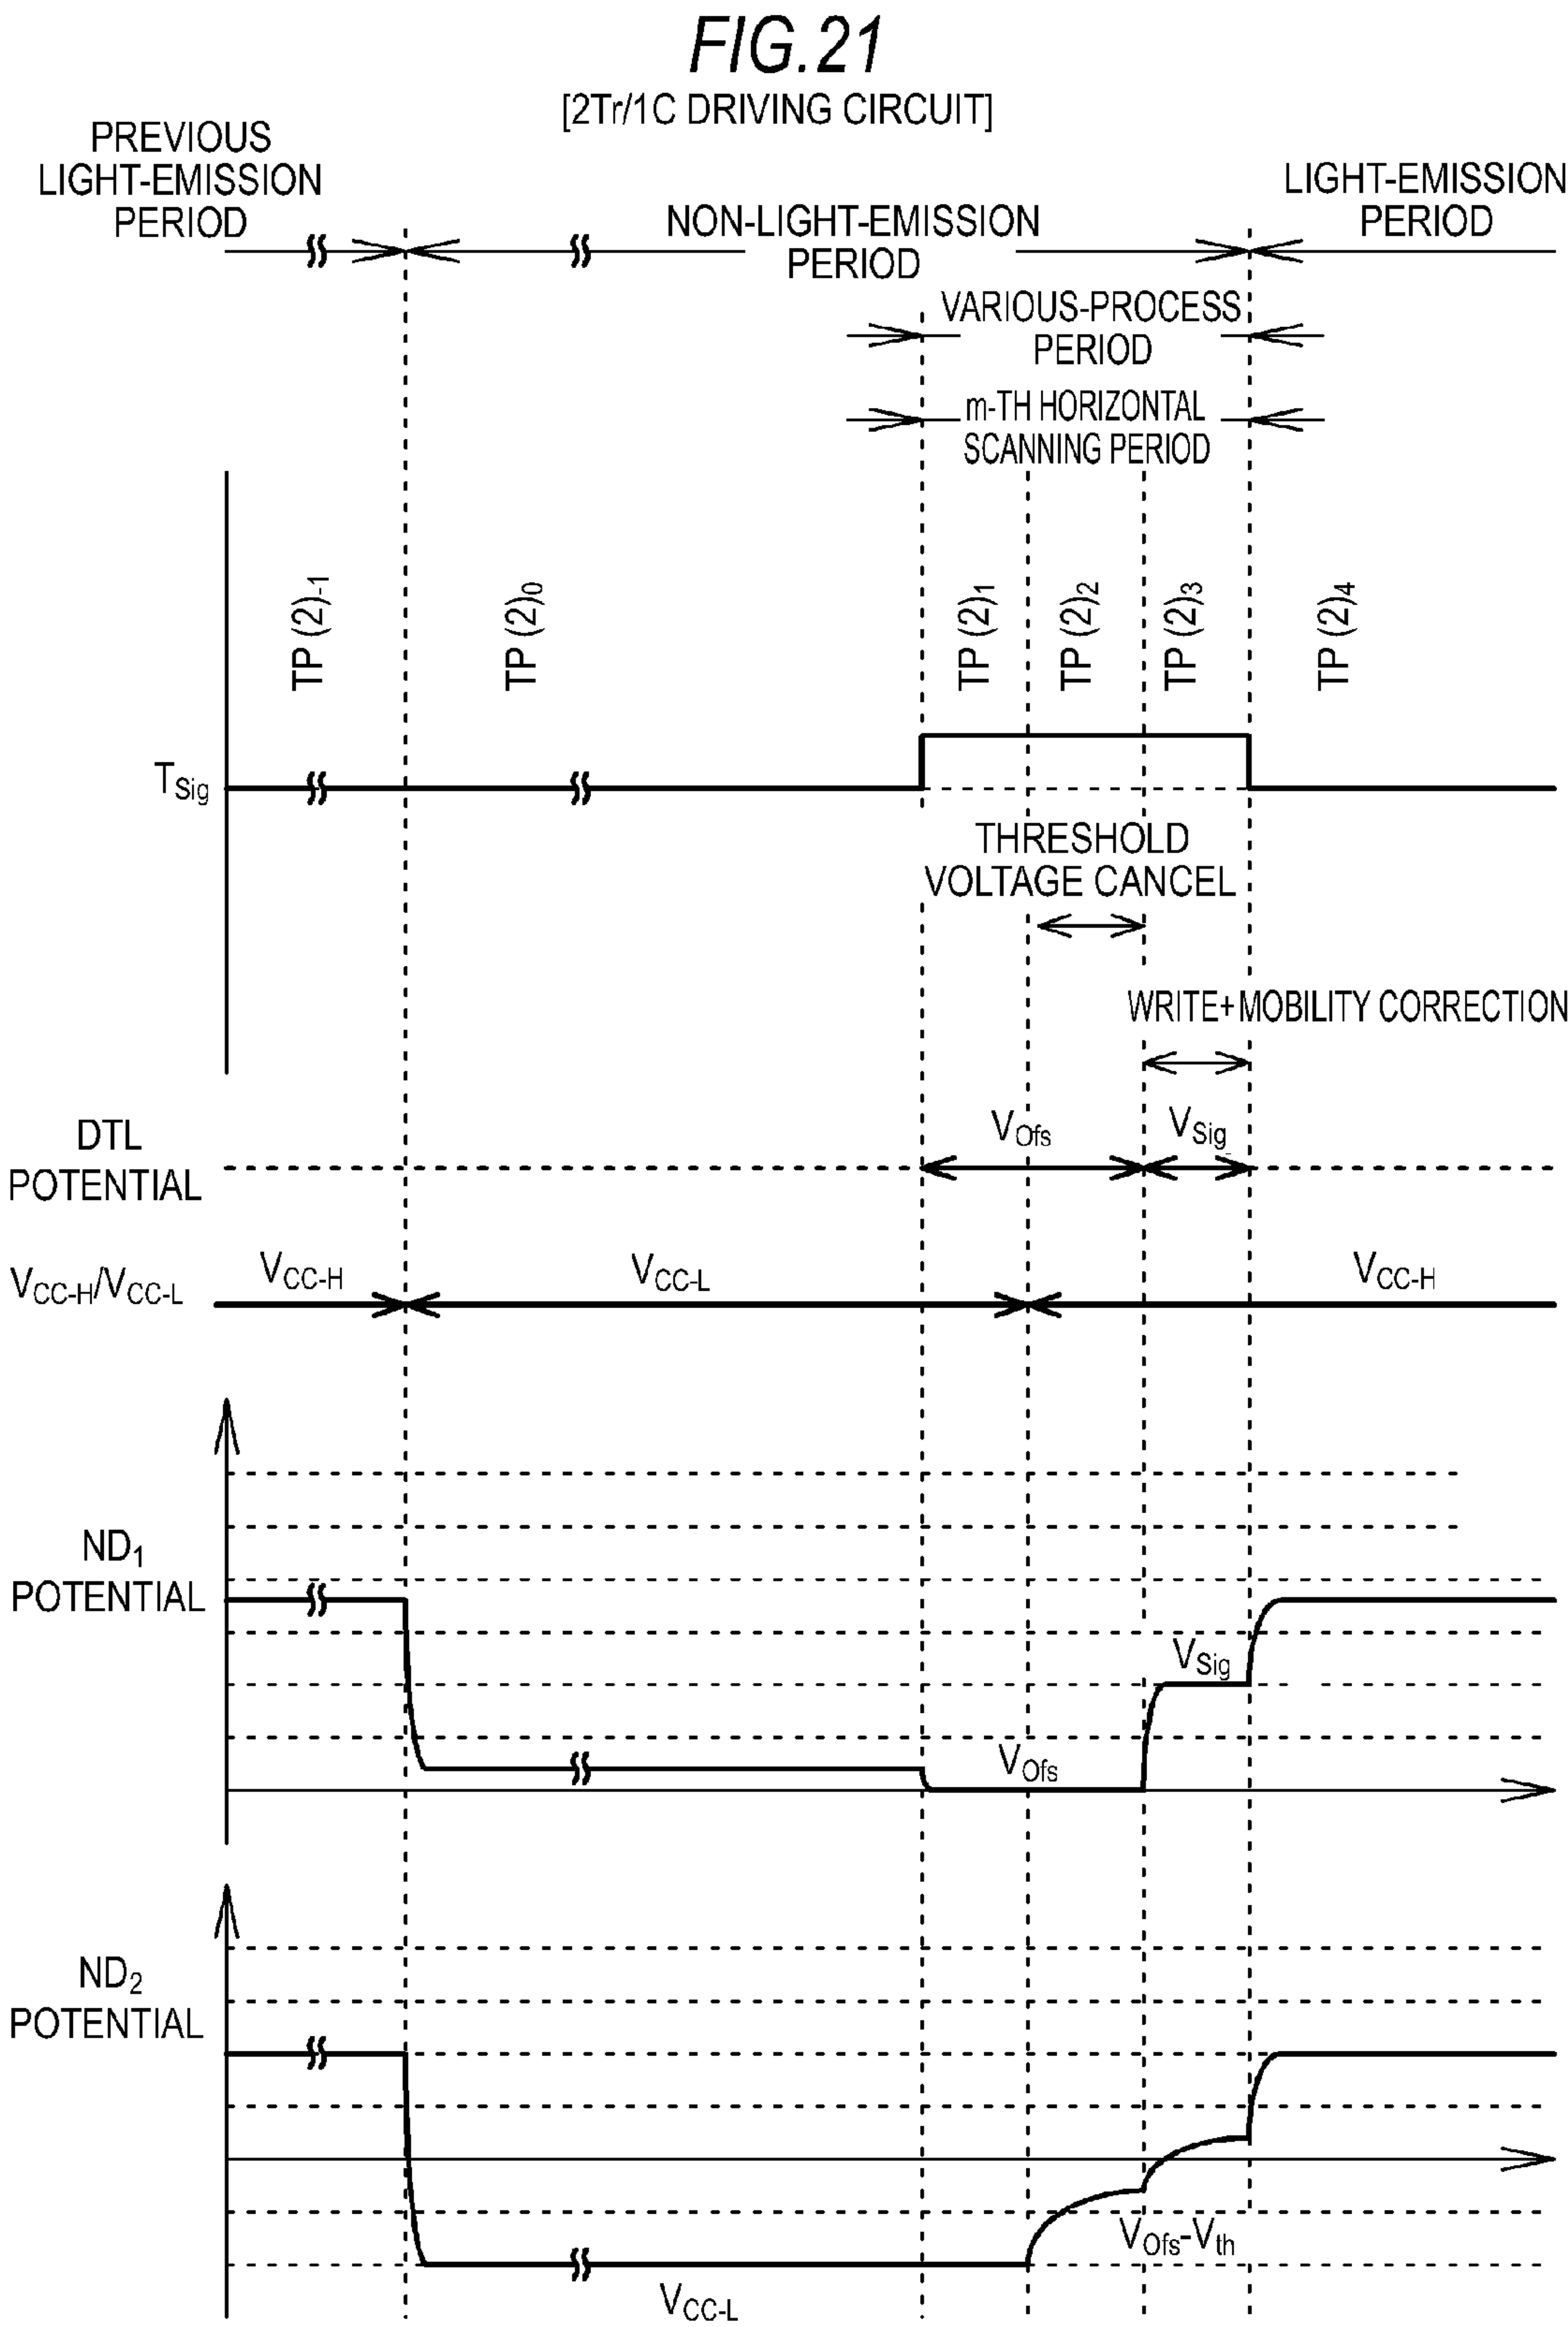 FIG.21
[2Tr/1C DRIVING CIRCUIT]
PREVIOUS
LIGHT-EMISSION
PERIOD
NON-LIGHT-EMISSION
PERIOD
LIGHT-EMISSION
PERIOD
VARIOUS-PROCESS
PERIOD
m-TH HORIZONTAL
SCANNING PERIOD
TP (2)-1
TP (2)0
TP (2)1
TP (2)2
TP (2)3
TP (2)4
TSig
THRESHOLD
VOLTAGE CANCEL
WRITE+MOBILITY CORRECTION
DTL
POTENTIAL
VOfs
VSig
VCC-H/VCC-L
VCC-H
VCC-L
VCC-H
ND1
POTENTIAL
VSig
VOfs
ND2
POTENTIAL
VOfs-Vth
VCC-L